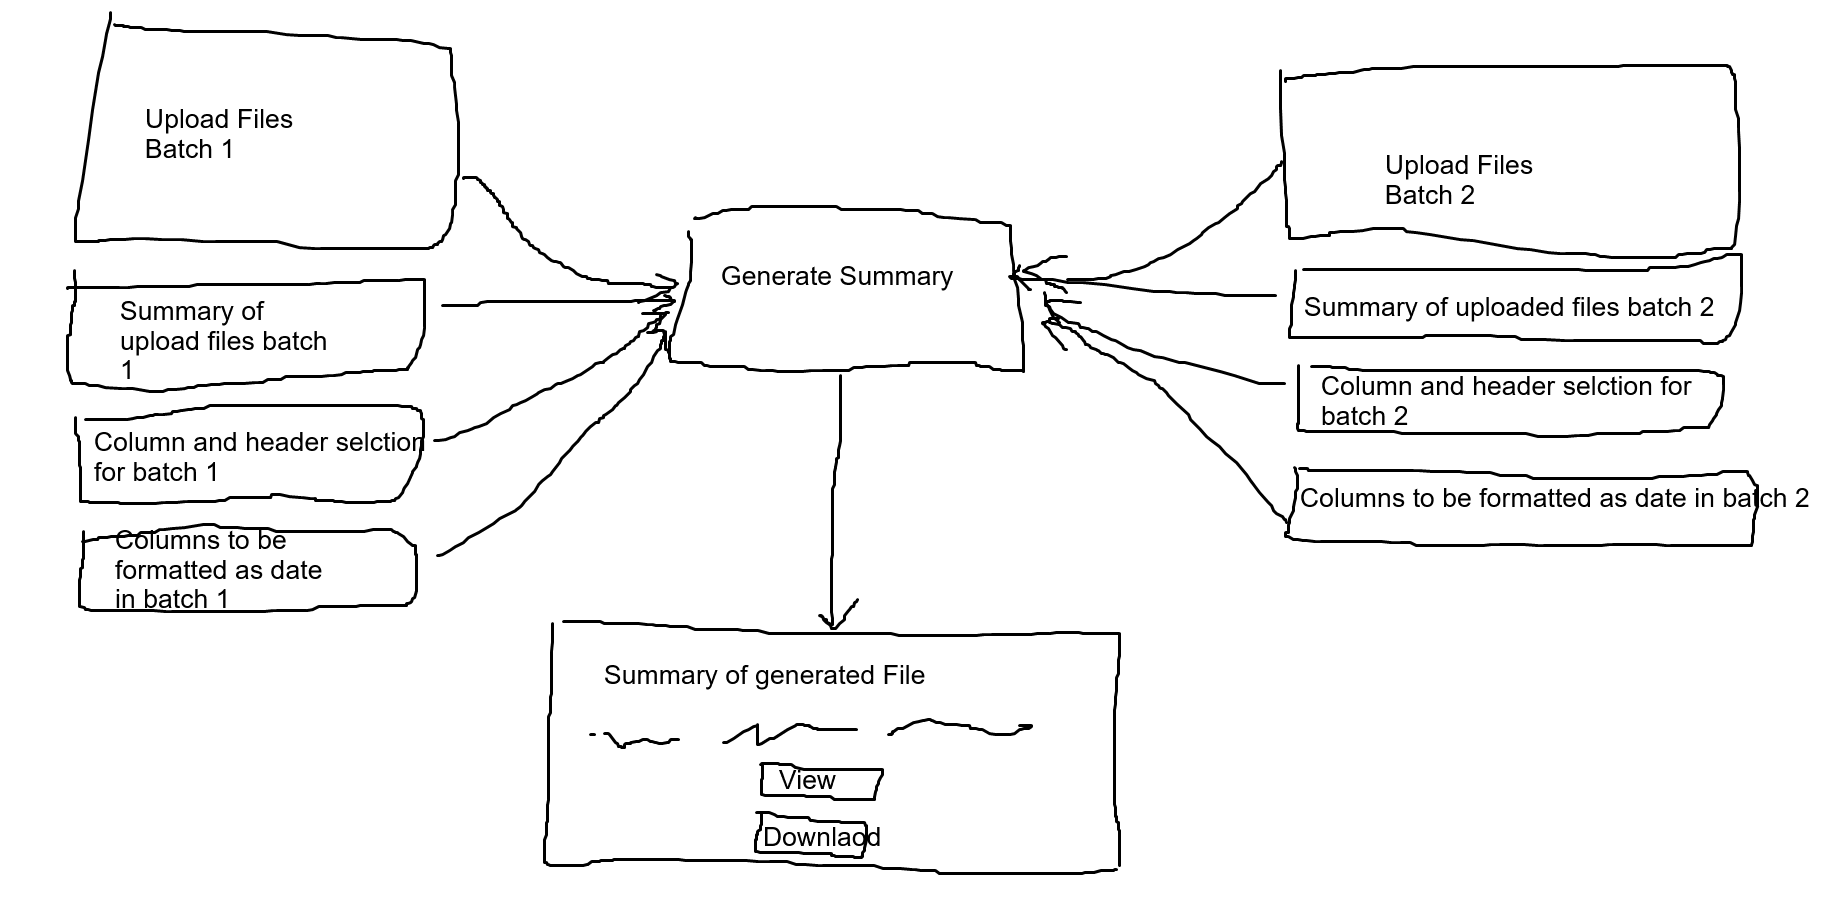 Upload Files
Batch 1
Summary of
upload files batch
1
Column and header selction
for batch 1
Columns to be
formatted as date
in batch 1
Generate Summary
Upload Files
Batch 2
Summary of uploaded files batch 2
Column and header selction for
batch 2
Columns to be formatted as date in batch 2
Summary of generated File
View
Downlaod